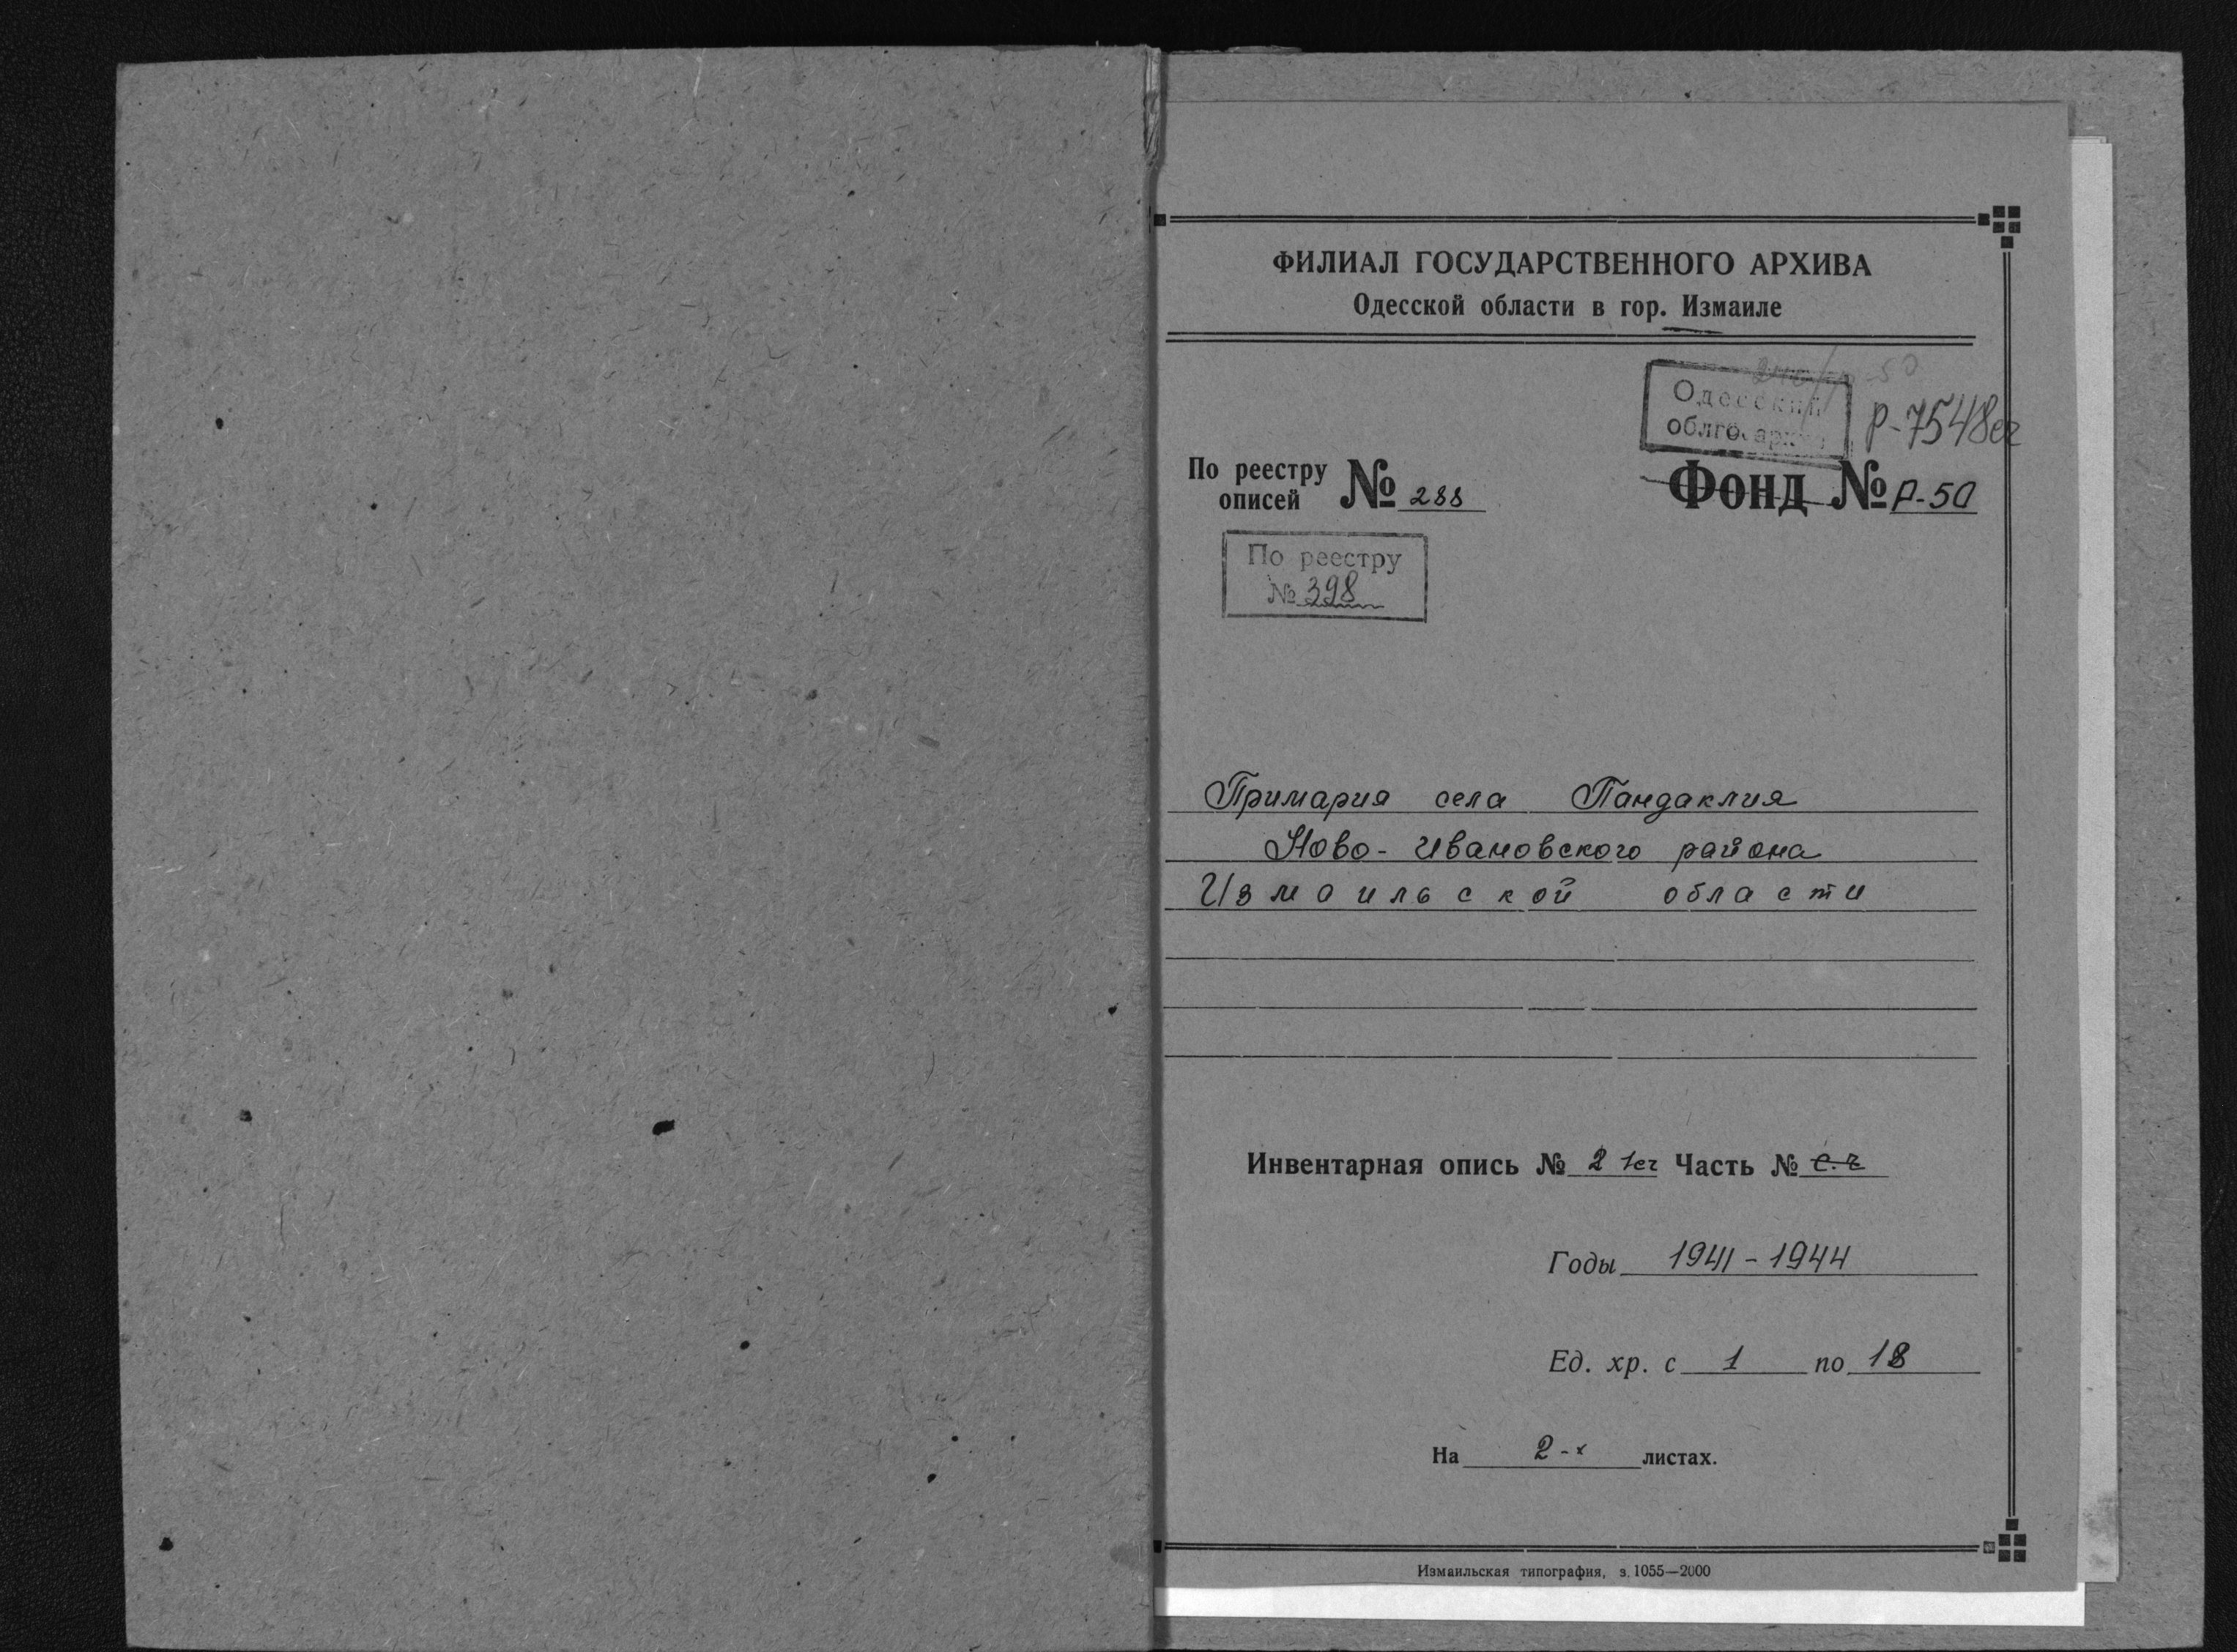 ФИЛИАЛ ГОСУДАРСТВЕННОГО АРХИВА
Одесской области в гор. Измаиле
Одесский
облгосархив
Р-7548
По реестру
описей № 288
Фонд № Р-50
По реестру
№ 398
Примария села Пандаклия
Ново-Ивановского района
Измаильской области
Инвентарная опись № 2 Часть №
Годы 1941-1944
Ед. хр. с 1 по 18
На 2-х листах.
Измаильская типография, з. 1055—2000